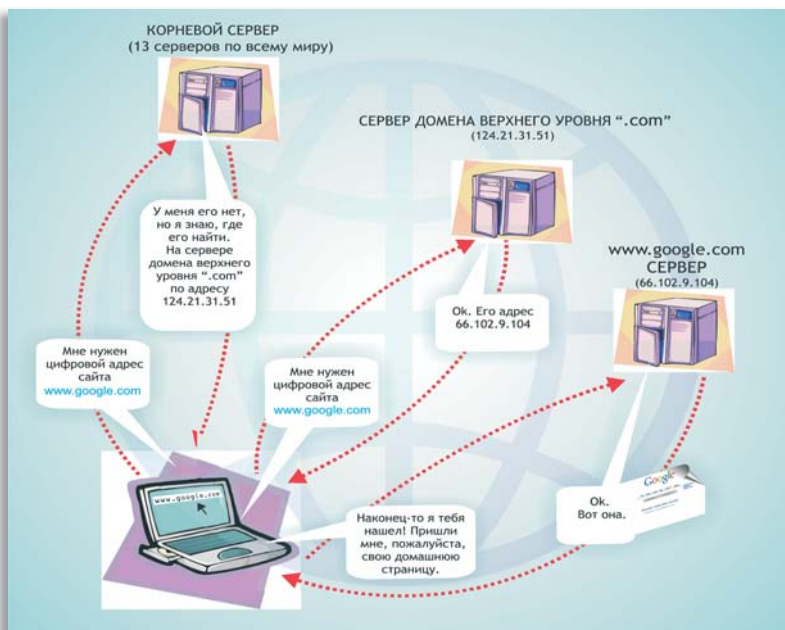 КОРНЕВОЙ СЕРВЕР
(13 серверов по всему миру)
СЕРВЕР ДОМЕНА ВЕРХНЕГО УРОВНЯ “.com”
(124.21.31.51)
У меня его нет,
но я знаю, где
его найти.
На сервере
домена верхнего
уровня “.com”
по адресу
124.21.31.51
www.google.com
СЕРВЕР
(66.102.9.104)
Ok. Его адрес
66.102.9.104
Мне нужен
цифровой адрес
сайта
www.google.com
Мне нужен
цифровой адрес
сайта
www.google.com
www.google.com
Наконец-то я тебя
нашел! Пришли
мне, пожалуйста,
свою домашнюю
страницу.
Ok.
Вот она.
Google